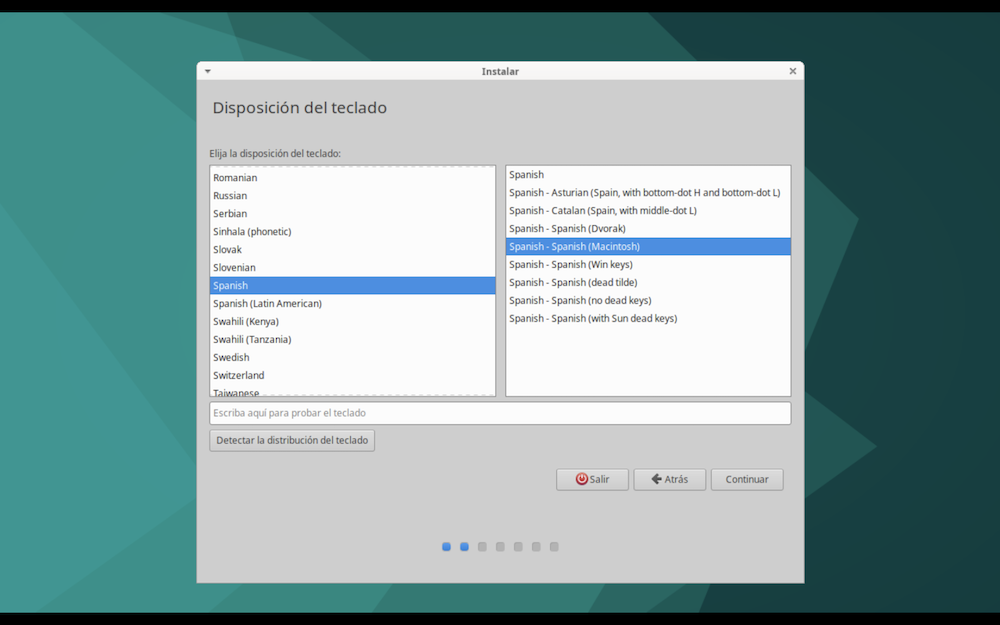 Instalar
Disposición del teclado
Elija la disposición del teclado:
Romanian
Russian
Serbian
Sinhala (phonetic)
Slovak
Slovenian
Spanish
Spanish (Latin American)
Swahili (Kenya)
Swahili (Tanzania)
Swedish
Switzerland
Taiwanese
Spanish
Spanish - Asturian (Spain, with bottom-dot H and bottom-dot L)
Spanish - Catalan (Spain, with middle-dot L)
Spanish - Spanish (Dvorak)
Spanish - Spanish (Macintosh)
Spanish - Spanish (Win keys)
Spanish - Spanish (dead tilde)
Spanish - Spanish (no dead keys)
Spanish - Spanish (with Sun dead keys)
Escriba aquí para probar el teclado
Detectar la distribución del teclado
Salir
Atrás
Continuar